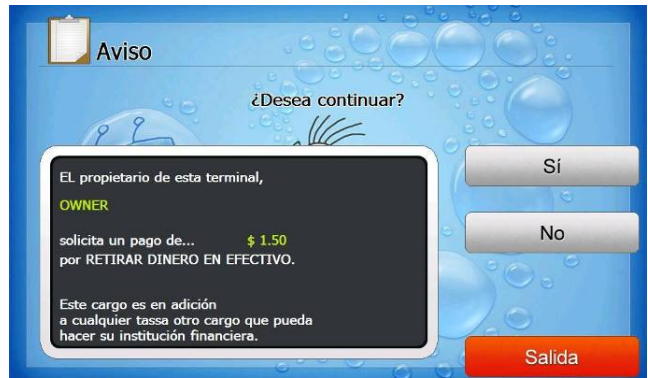 Aviso
¿Desea continuar?
EL propietario de esta terminal,
OWNER
solicita un pago de... $ 1.50
por RETIRAR DINERO EN EFECTIVO.
Este cargo es en adición
a cualquier tassa otro cargo que pueda
hacer su institución financiera.
Sí
No
Salida